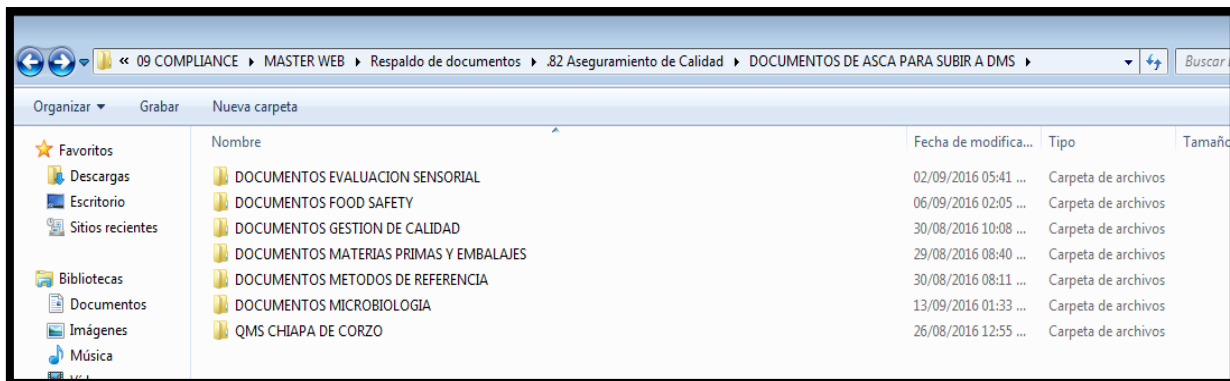 « 09 COMPLIANCE ▸ MASTER WEB ▸ Respaldo de documentos ▸ .82 Aseguramiento de Calidad ▸ DOCUMENTOS DE ASCA PARA SUBIR A DMS ▸ Buscar
Organizar Grabar Nueva carpeta
Favoritos
Descargas
Escritorio
Sitios recientes
Bibliotecas
Documentos
Imágenes
Música
Nombre Fecha de modifica... Tipo Tamaño
DOCUMENTOS EVALUACION SENSORIAL 02/09/2016 05:41 ... Carpeta de archivos
DOCUMENTOS FOOD SAFETY 06/09/2016 02:05 ... Carpeta de archivos
DOCUMENTOS GESTION DE CALIDAD 30/08/2016 10:08 ... Carpeta de archivos
DOCUMENTOS MATERIAS PRIMAS Y EMBALAJES 29/08/2016 08:40 ... Carpeta de archivos
DOCUMENTOS METODOS DE REFERENCIA 30/08/2016 08:11 ... Carpeta de archivos
DOCUMENTOS MICROBIOLOGIA 13/09/2016 01:33 ... Carpeta de archivos
QMS CHIAPA DE CORZO 26/08/2016 12:55 ... Carpeta de archivos